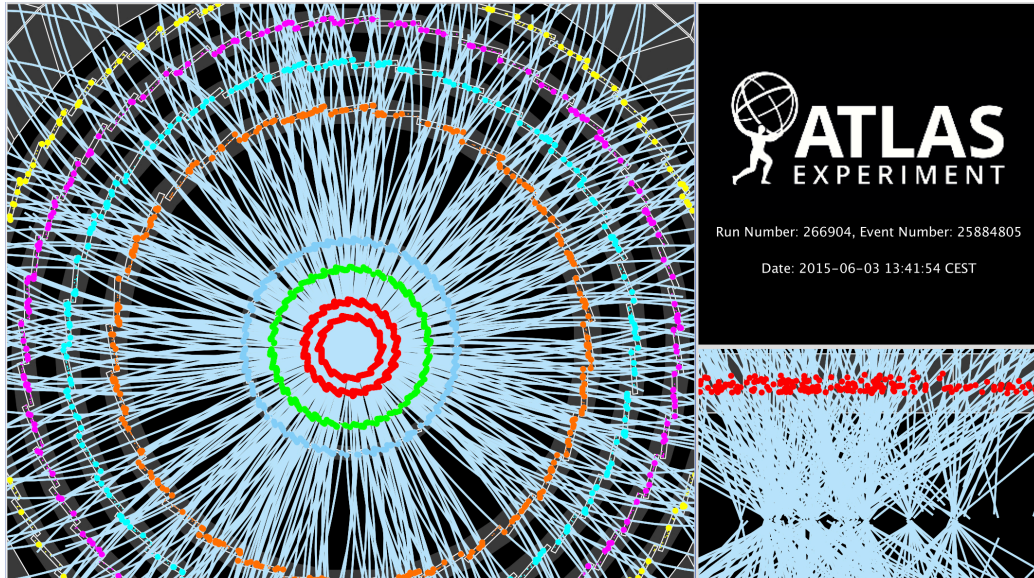 ATLAS
EXPERIMENT
Run Number: 266904, Event Number: 25884805
Date: 2015-06-03 13:41:54 CEST